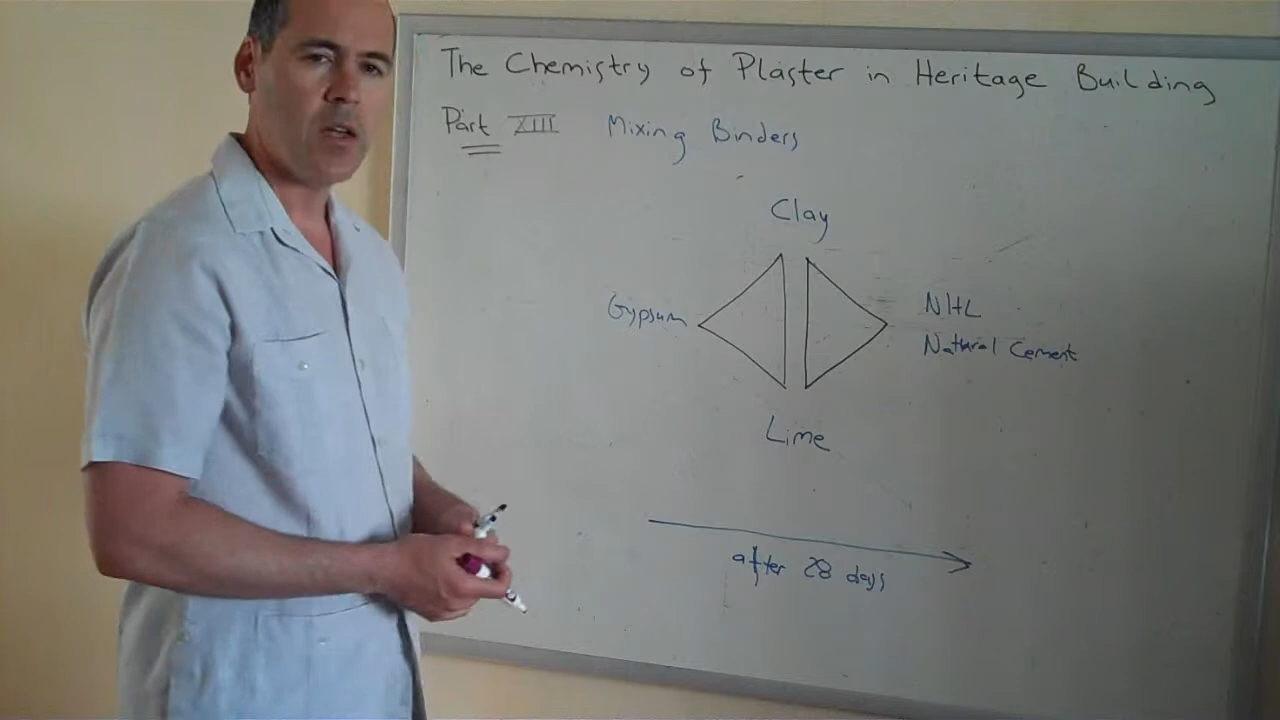 The Chemistry of Plaster in Heritage Building
Part XIII Mixing Binders
Clay
Gypsum
NHL
Natural Cement
Lime
after 28 days